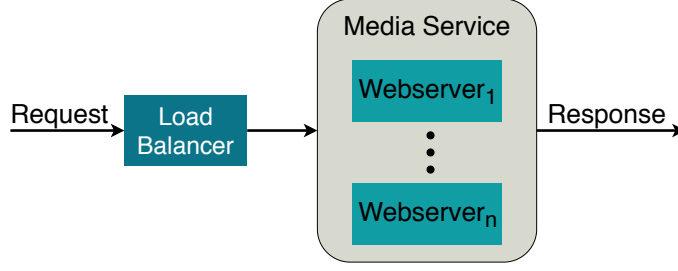 Media Service
Webserver₁
Request
Load
Balancer
Response
Webserverₙ